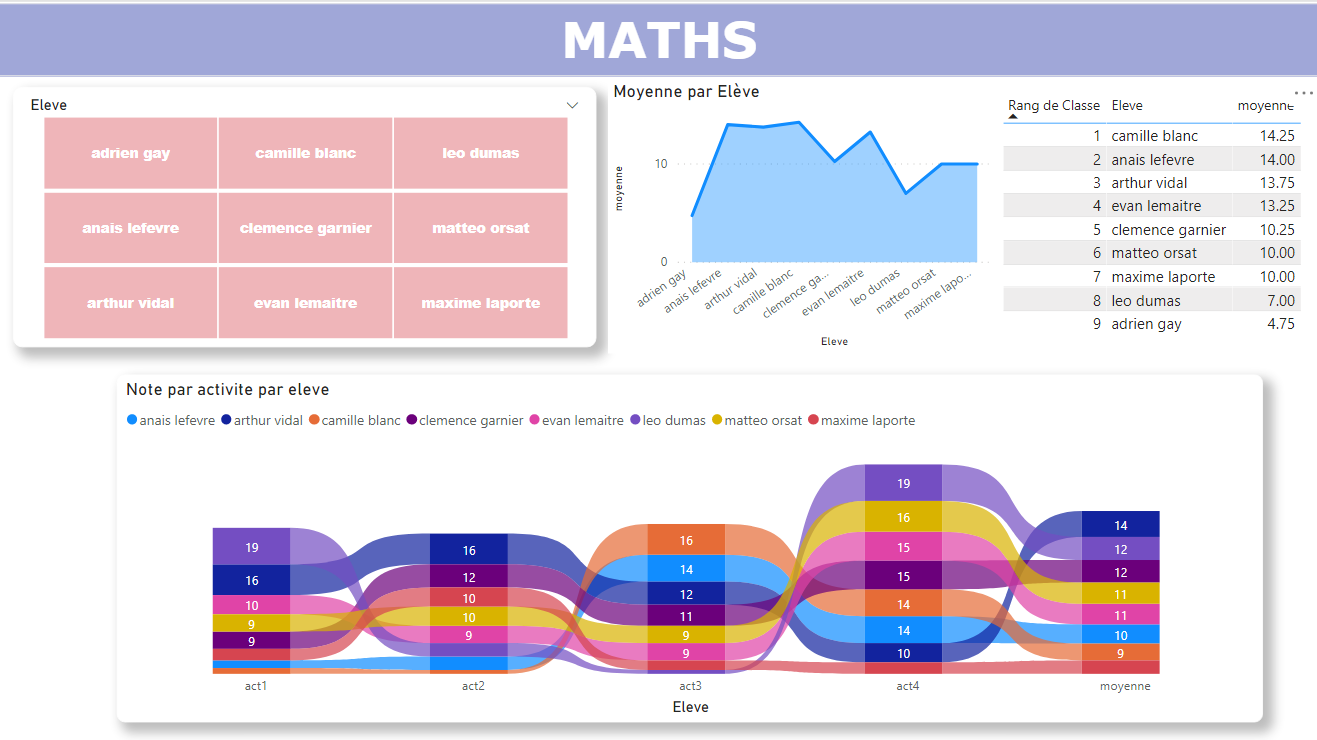 MATHS
Eleve
adrien gay camille blanc leo dumas
anais lefevre clemence garnier matteo orsat
arthur vidal evan lemaitre maxime laporte
Moyenne par Elève
moyenne
10
0
adrien gay anais lefevre arthur vidal camille blanc clemence ga... evan lemaitre leo dumas matteo orsat maxime lapo...
Eleve
Rang de Classe Eleve moyenne
1 camille blanc 14.25
2 anais lefevre 14.00
3 arthur vidal 13.75
4 evan lemaitre 13.25
5 clemence garnier 10.25
6 matteo orsat 10.00
7 maxime laporte 10.00
8 leo dumas 7.00
9 adrien gay 4.75
Note par activite par eleve
anais lefevre arthur vidal camille blanc clemence garnier evan lemaitre leo dumas matteo orsat maxime laporte
19
16
10
9
9
act1
16
12
10
10
9
act2
16
14
12
11
9
9
act3
19
16
15
15
14
14
10
act4
14
12
12
11
11
10
9
moyenne
Eleve